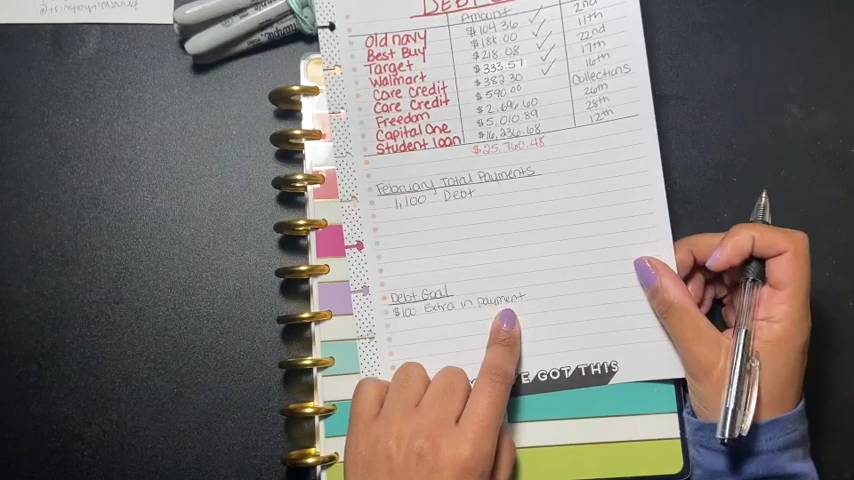 DEBT
Amount
2nd
Old navy $104.36 ✓ 11th
Best Buy $188.00 ✓ 22nd
Target $218.08 ✓ 17th
Walmart $333.57 ✓ 16th
Care Credit $382.30 ✓ Collections
Care Credit $590.00 26th
Freedom $2,696.60 28th
Capital One $5,010.89 12th
Student loan $16,236.68
$25,760.48
February Total Payments
1,100 Debt
Debt Goal
$100 Extra in payment
GOT THIS